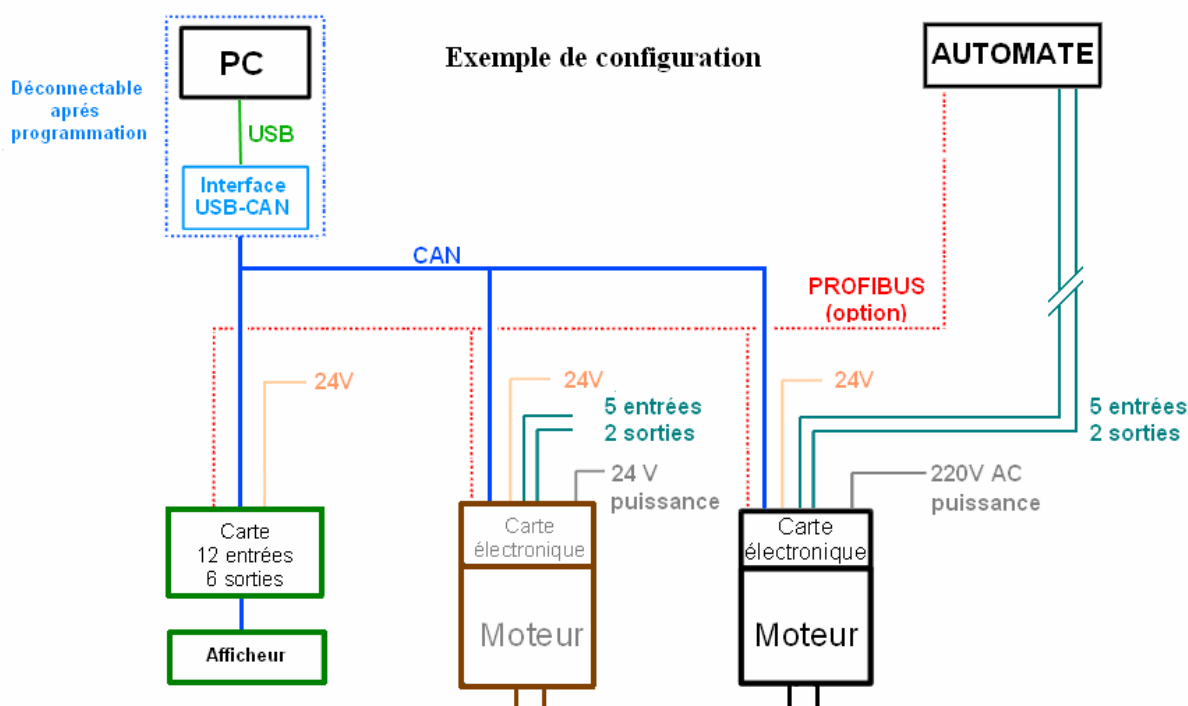 PC
Exemple de configuration
AUTOMATE
Déconnectable
aprés
programmation
USB
Interface
USB-CAN
CAN
PROFIBUS
(option)
24V
24V
24V
5 entrées
2 sorties
5 entrées
2 sorties
24 V
puissance
220V AC
puissance
Carte
12 entrées
6 sorties
Carte
électronique
Carte
électronique
Afficheur
Moteur
Moteur